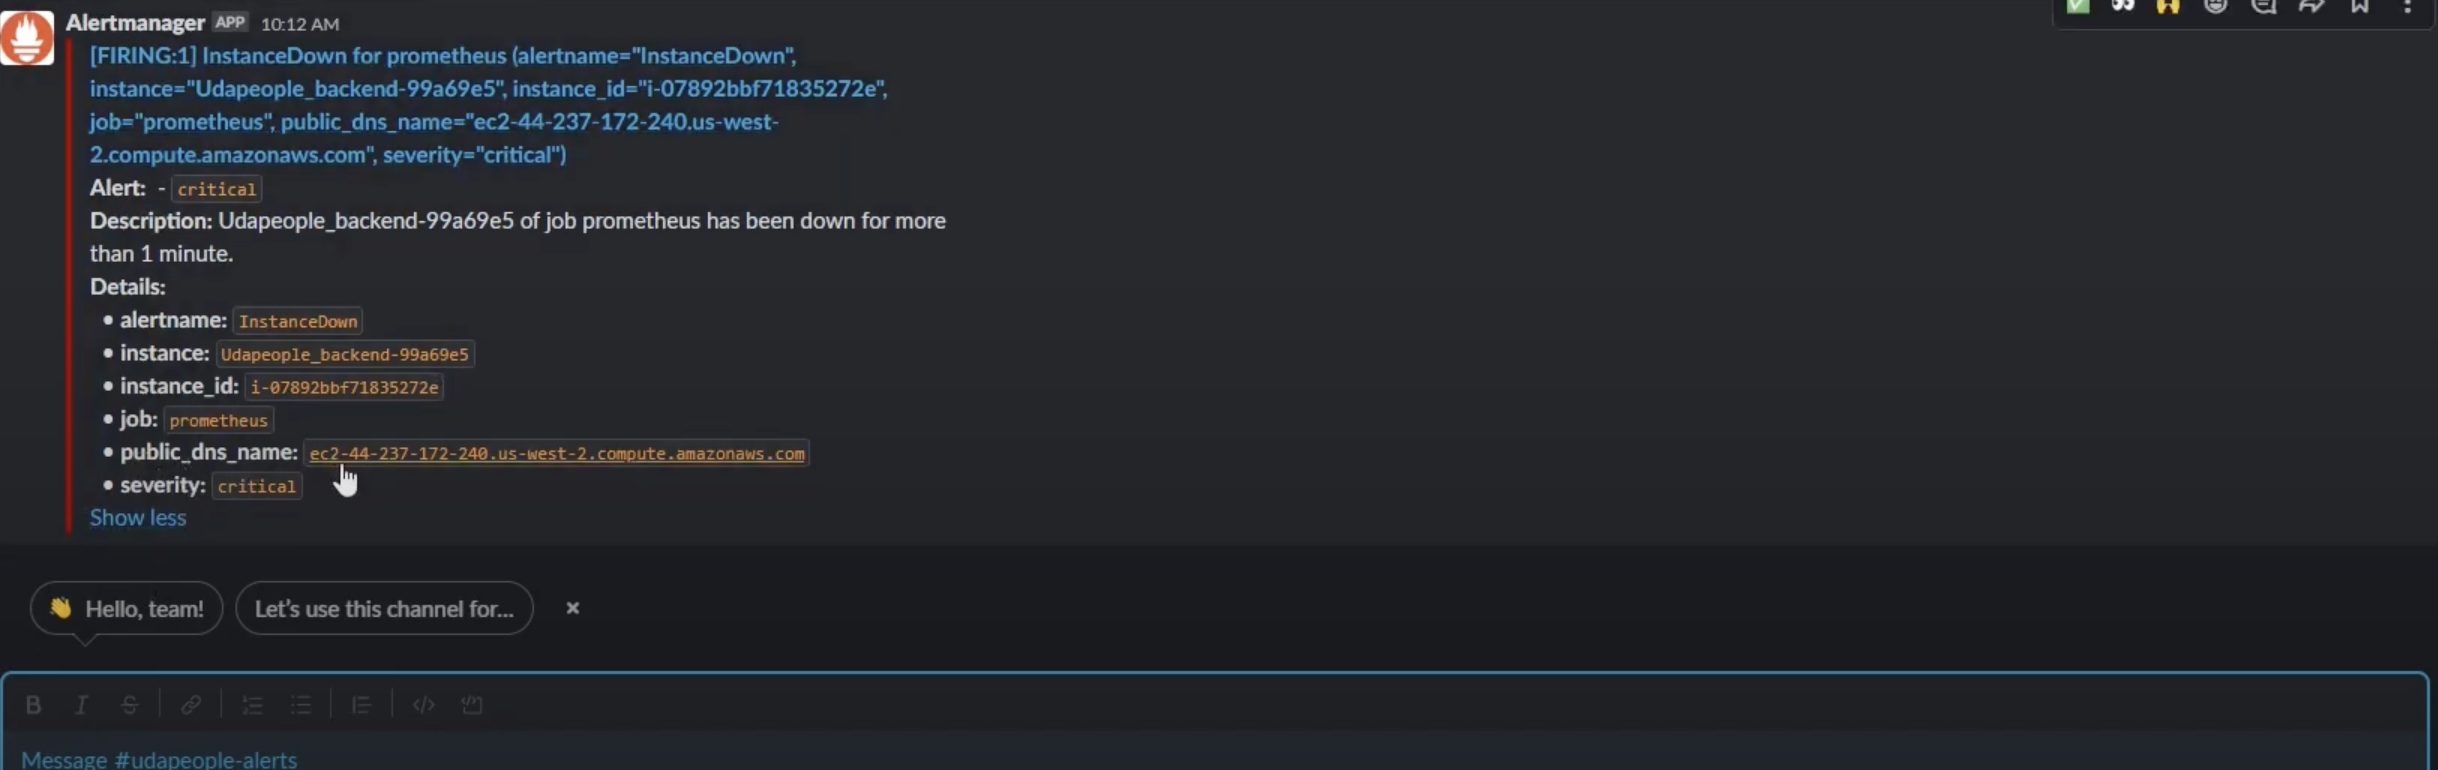 Alertmanager APP 10:12 AM
[FIRING:1] InstanceDown for prometheus (alertname="InstanceDown",
instance="Udapeople_backend-99a69e5", instance_id="i-07892bbf71835272e",
job="prometheus", public_dns_name="ec2-44-237-172-240.us-west-
2.compute.amazonaws.com", severity="critical")
Alert: - critical
Description: Udapeople_backend-99a69e5 of job prometheus has been down for more
than 1 minute.
Details:
• alertname: InstanceDown
• instance: Udapeople_backend-99a69e5
• instance_id: i-07892bbf71835272e
• job: prometheus
• public_dns_name: ec2-44-237-172-240.us-west-2.compute.amazonaws.com
• severity: critical
Show less
👋 Hello, team! Let's use this channel for... ×
B I S
Message #udapeople-alerts